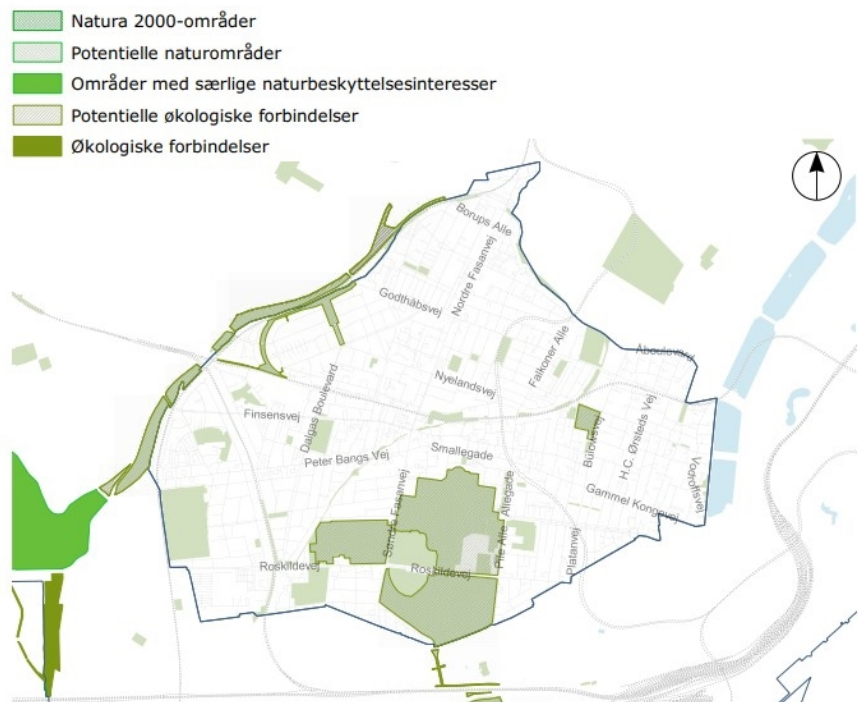 Natura 2000-områder
Potentielle naturområder
Områder med særlige naturbeskyttelsesinteresser
Potentielle økologiske forbindelser
Økologiske forbindelser
Borups Alle
Nordre Fasanvej
Godthåbsvej
Falkoner Alle
Åboulevard
Nyelandsvej
Dalgas Boulevard
Finsensvej
Bülowsvej
H.C. Ørsteds Vej
Smallegade
Peter Bangs Vej
Vodroffsvej
Søndre Fasanvej
Allegade
Gammel Kongevej
Pile Alle
Platanvej
Roskildevej
Roskildevej